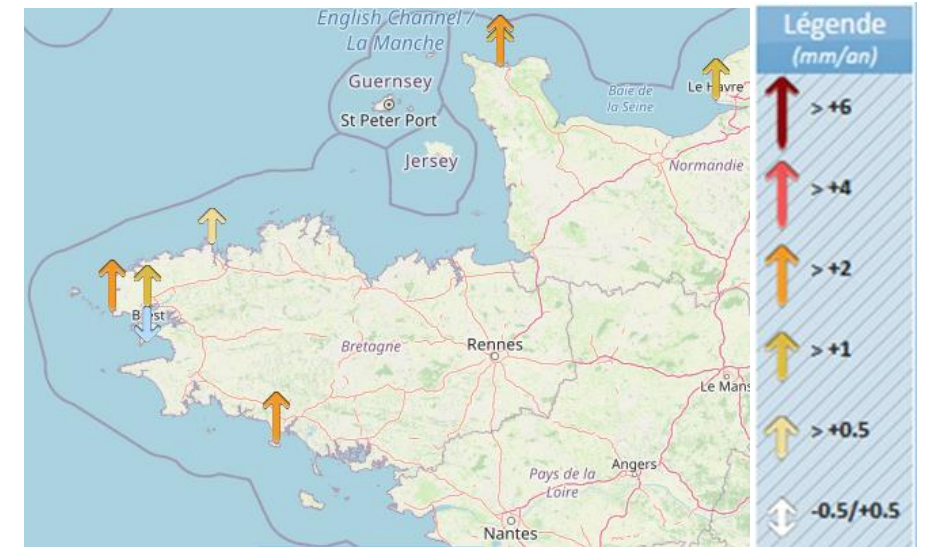 English Channel /
La Manche
Guernsey
St Peter Port
Jersey
Baie de
la Seine
Le Havre
Normandie
Brest
Bretagne
Rennes
Le Mans
Angers
Pays de la
Loire
Nantes
Légende
(mm/an)
> +6
> +4
> +2
> +1
> +0.5
-0.5/+0.5